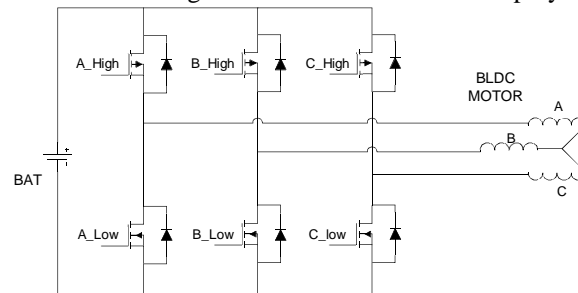 A_High
B_High
C_High
BLDC
MOTOR
A
B
C
+
BAT
A_Low
B_Low
C_low